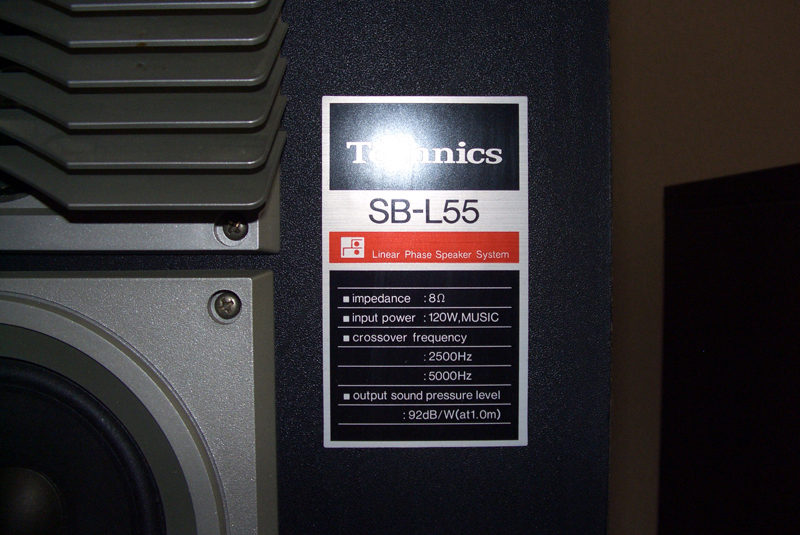 Technics
SB-L55
Linear Phase Speaker System
■ impedance : 8Ω
■ input power : 120W,MUSIC
■ crossover frequency
: 2500Hz
: 5000Hz
■ output sound pressure level
: 92dB/W(at1.0m)